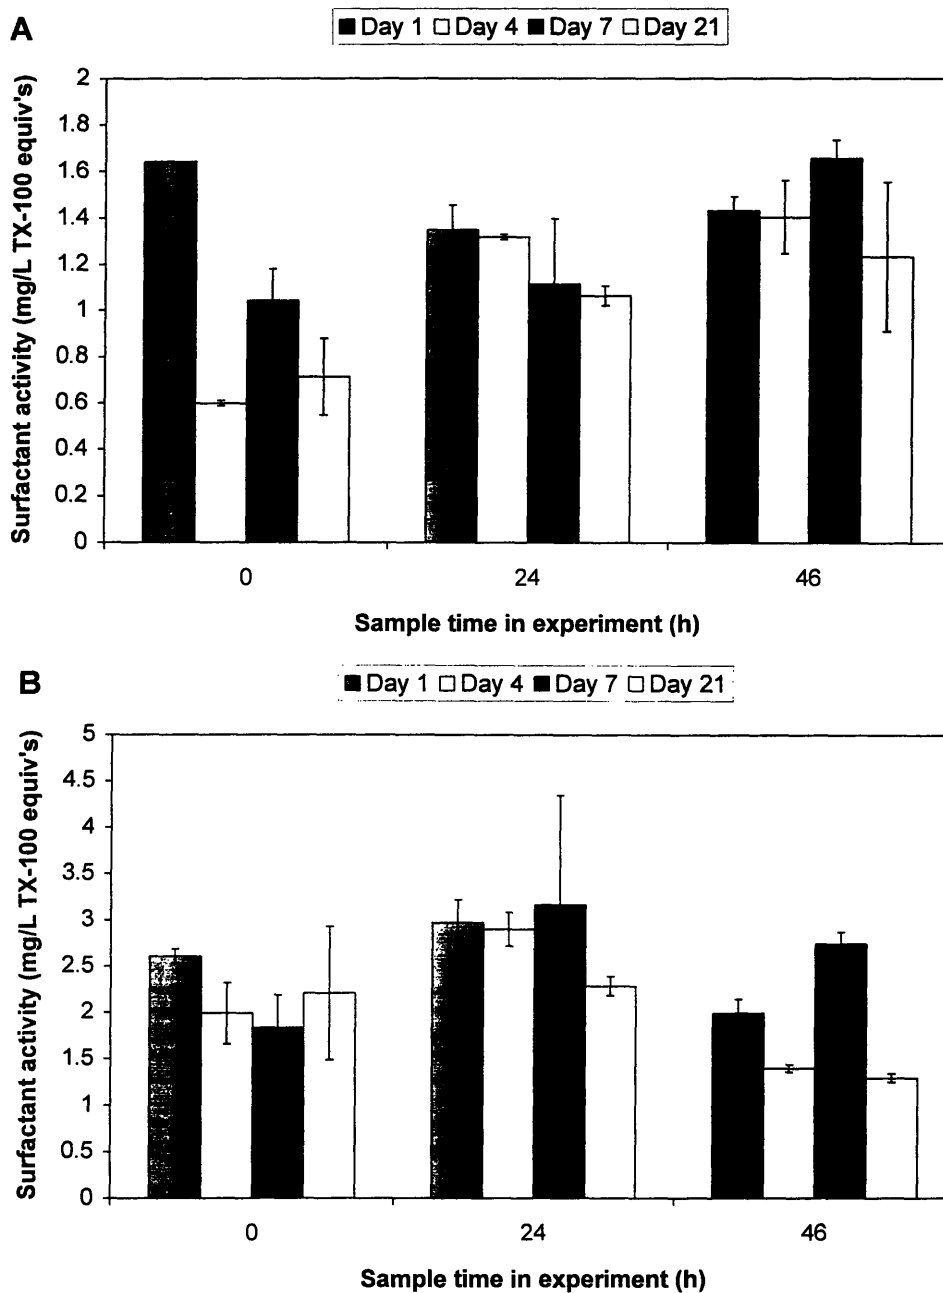 A
Day 1 Day 4 Day 7 Day 21
Surfactant activity (mg/L TX-100 equiv's)
2
1.8
1.6
1.4
1.2
1
0.8
0.6
0.4
0.2
0
0 24 46
Sample time in experiment (h)
B
Day 1 Day 4 Day 7 Day 21
Surfactant activity (mg/L TX-100 equiv's)
5
4.5
4
3.5
3
2.5
2
1.5
1
0.5
0
0 24 46
Sample time in experiment (h)